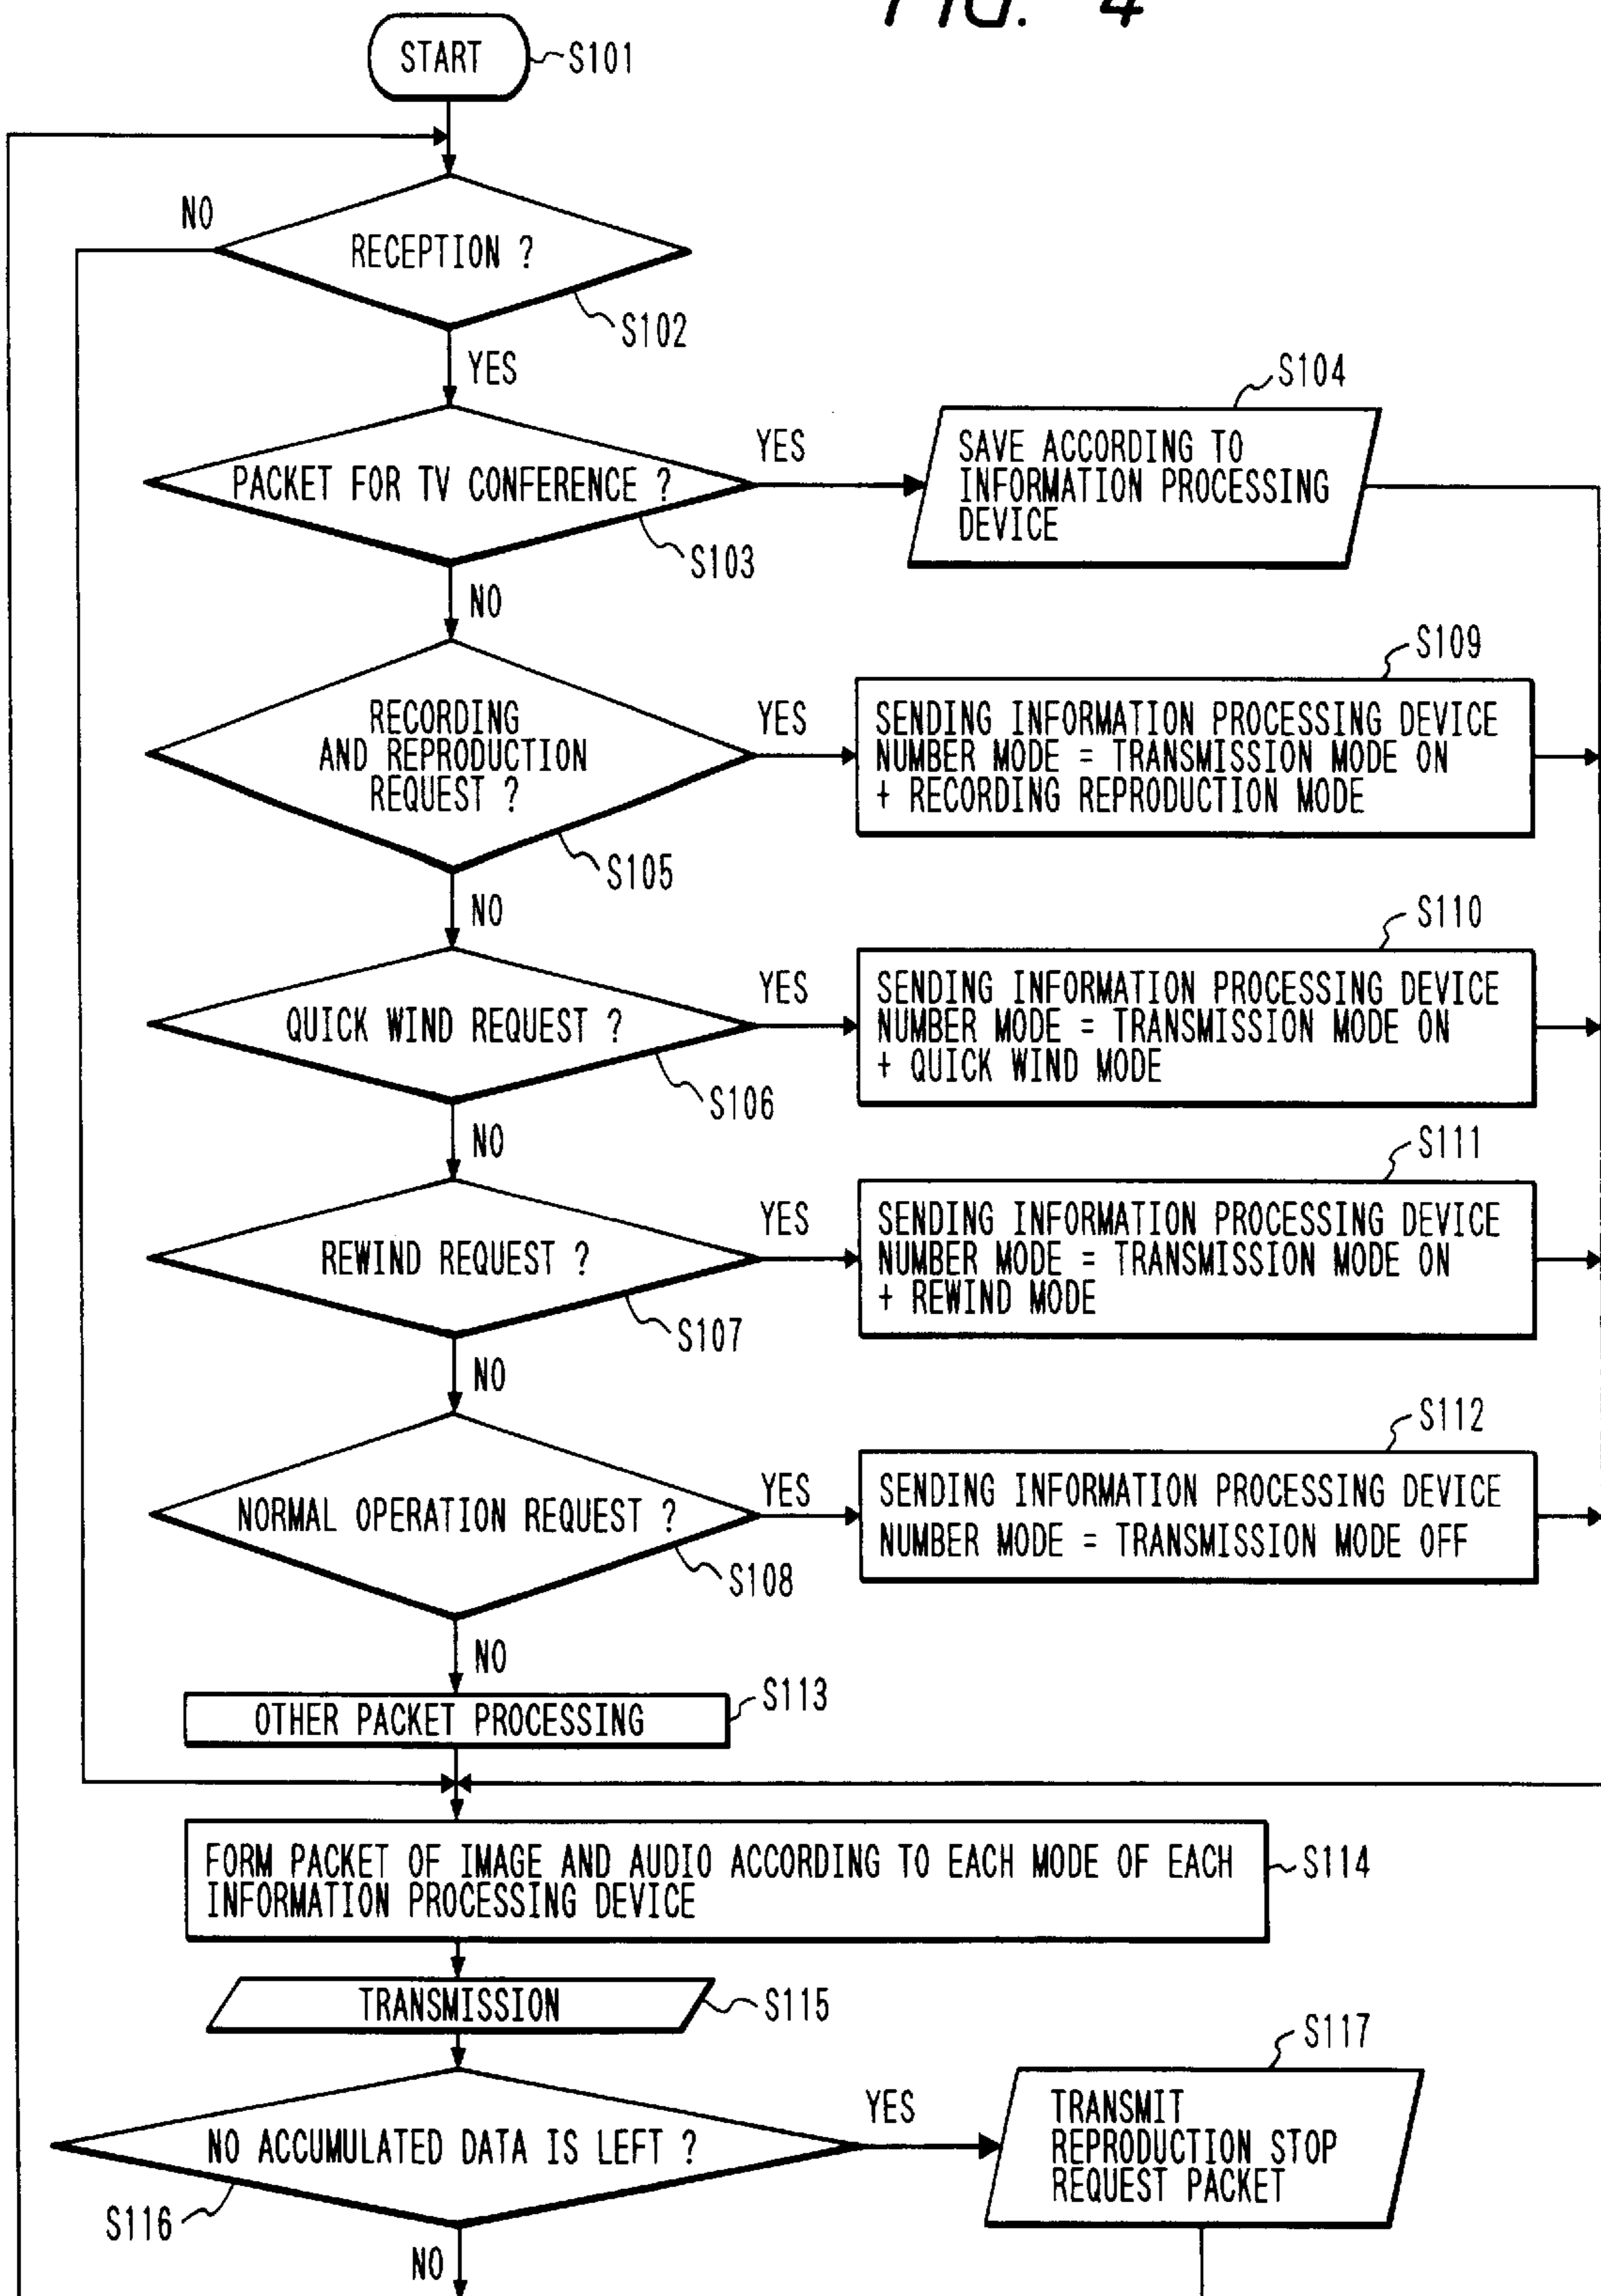 FIG. 4
START
S101
NO
RECEPTION ?
S102
YES
S104
PACKET FOR TV CONFERENCE ?
YES
SAVE ACCORDING TO
INFORMATION PROCESSING
DEVICE
S103
NO
S109
RECORDING
AND REPRODUCTION
REQUEST ?
YES
SENDING INFORMATION PROCESSING DEVICE
NUMBER MODE = TRANSMISSION MODE ON
+ RECORDING REPRODUCTION MODE
S105
NO
S110
QUICK WIND REQUEST ?
YES
SENDING INFORMATION PROCESSING DEVICE
NUMBER MODE = TRANSMISSION MODE ON
+ QUICK WIND MODE
S106
NO
S111
REWIND REQUEST ?
YES
SENDING INFORMATION PROCESSING DEVICE
NUMBER MODE = TRANSMISSION MODE ON
+ REWIND MODE
S107
NO
S112
NORMAL OPERATION REQUEST ?
YES
SENDING INFORMATION PROCESSING DEVICE
NUMBER MODE = TRANSMISSION MODE OFF
S108
NO
OTHER PACKET PROCESSING
S113
FORM PACKET OF IMAGE AND AUDIO ACCORDING TO EACH MODE OF EACH
INFORMATION PROCESSING DEVICE
S114
TRANSMISSION
S115
S117
NO ACCUMULATED DATA IS LEFT ?
YES
TRANSMIT
REPRODUCTION STOP
REQUEST PACKET
S116
NO